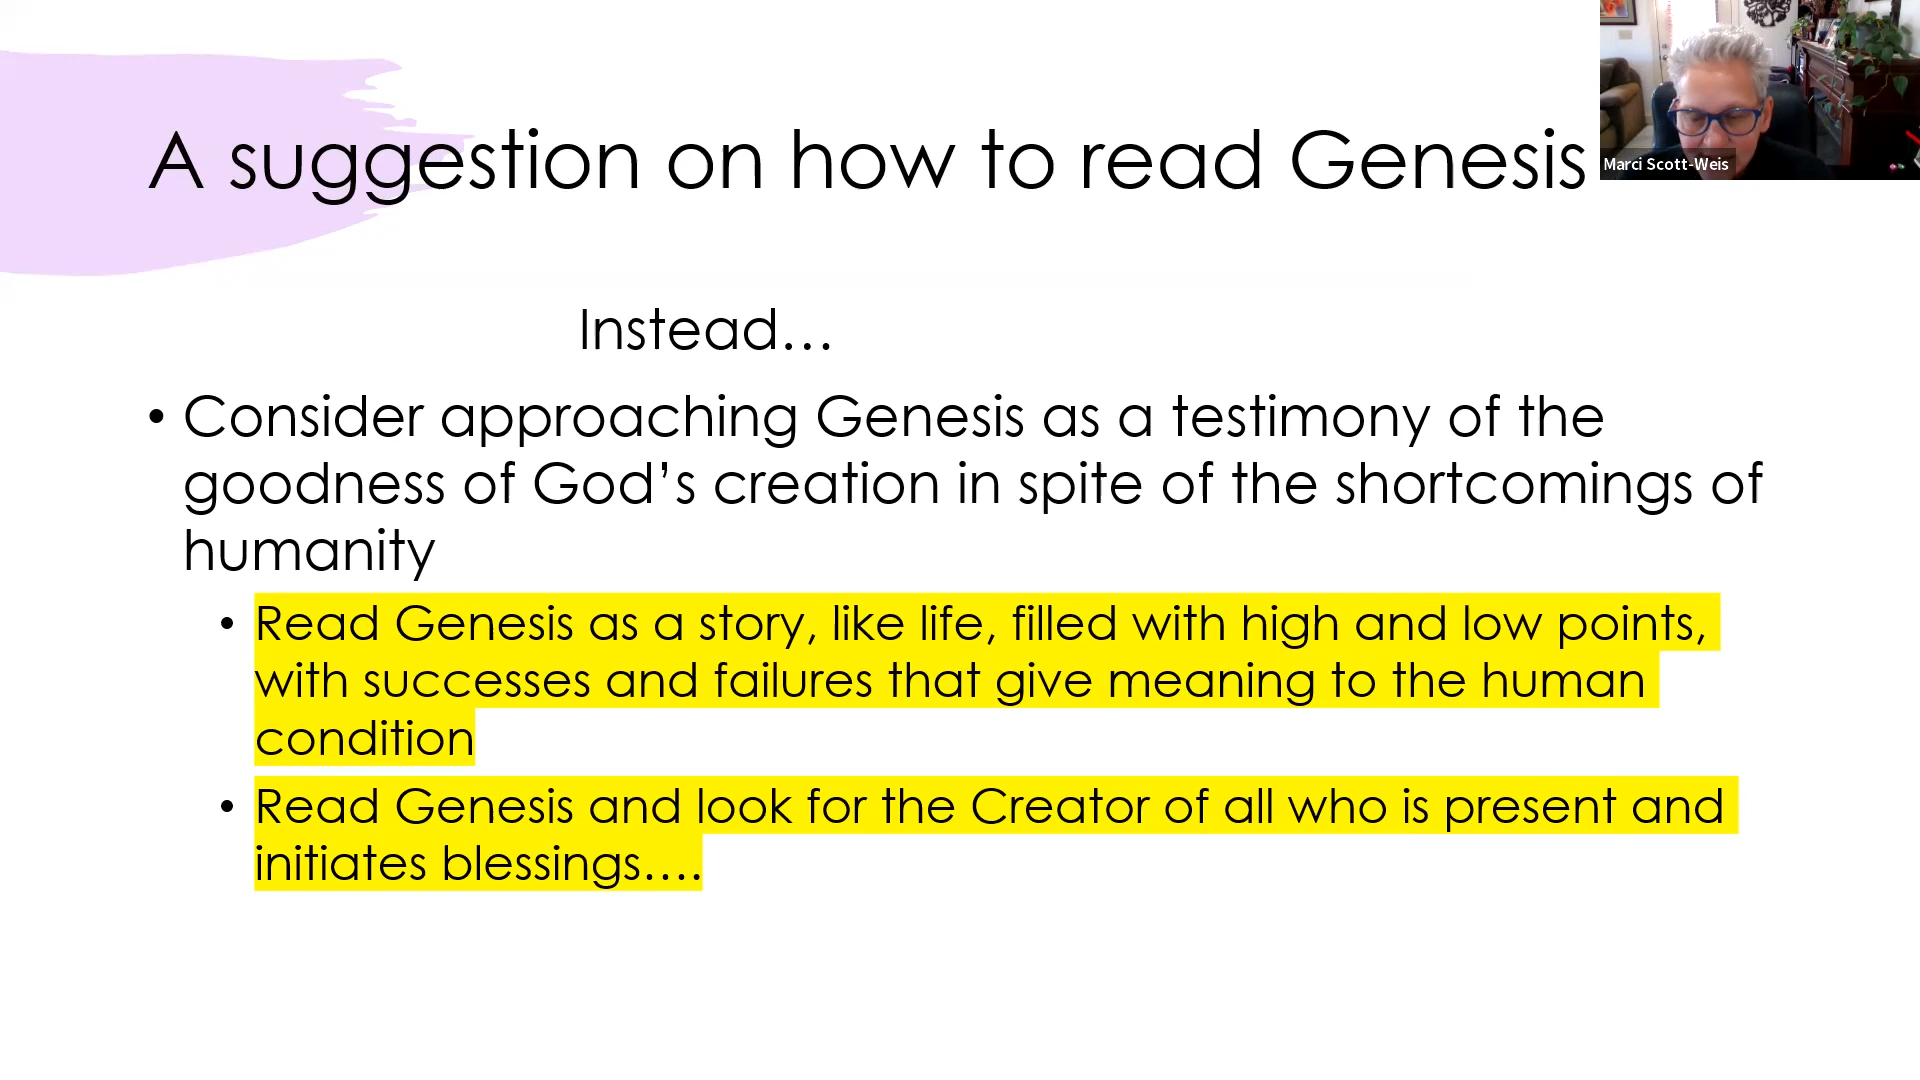 A suggestion on how to read Genesis
Marci Scott-Weis
Instead…
• Consider approaching Genesis as a testimony of the
goodness of God’s creation in spite of the shortcomings of
humanity
• Read Genesis as a story, like life, filled with high and low points,
with successes and failures that give meaning to the human
condition
• Read Genesis and look for the Creator of all who is present and
initiates blessings….